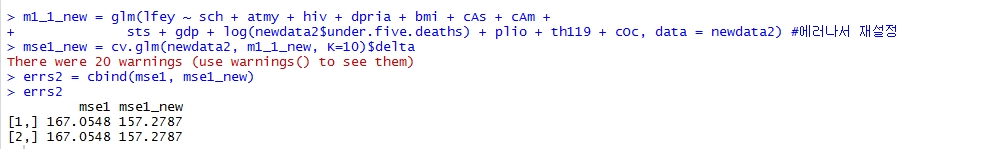 > m1_1_new = glm(lfey ~ sch + atmy + hiv + dpria + bmi + cAs + cAm +
+ sts + gdp + log(newdata2$under.five.deaths) + plio + th119 + cOc, data = newdata2) #에러나서 재설정
> mse1_new = cv.glm(newdata2, m1_1_new, K=10)$delta
There were 20 warnings (use warnings() to see them)
> errs2 = cbind(mse1, mse1_new)
> errs2
mse1 mse1_new
[1,] 167.0548 157.2787
[2,] 167.0548 157.2787